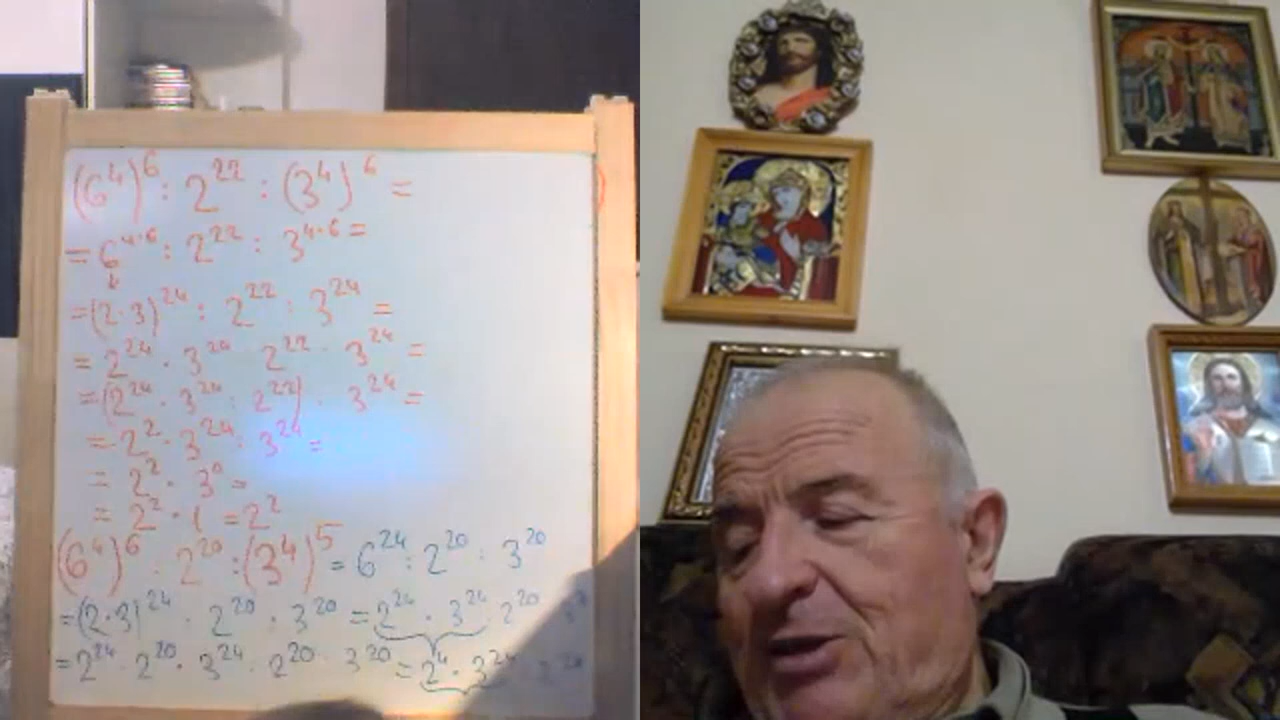 (6⁴)⁶ : 2²² : (3⁴)⁶ =
= 6⁴·⁶ : 2²² : 3⁴·⁶ =
= (2·3)²⁴ : 2²² : 3²⁴ =
= 2²⁴ · 3²⁴ 2²² · 3²⁴ =
= (2²⁴ · 3²⁴ : 2²²) · 3²⁴ =
= 2² · 3²⁴ : 3²⁴ =
= 2² · 3⁰ =
= 2² · 1 = 2²
(6⁴)⁶ : 2²⁰ : (3⁴)⁵ = 6²⁴ : 2²⁰ : 3²⁰
= (2·3)²⁴ · 2²⁰ · 3²⁰ = 2²⁴ · 3²⁴ · 2²⁰
= 2²⁴ · 2²⁰ · 3²⁴ · 2²⁰ · 3²⁰ = 2⁴ · 3²⁴